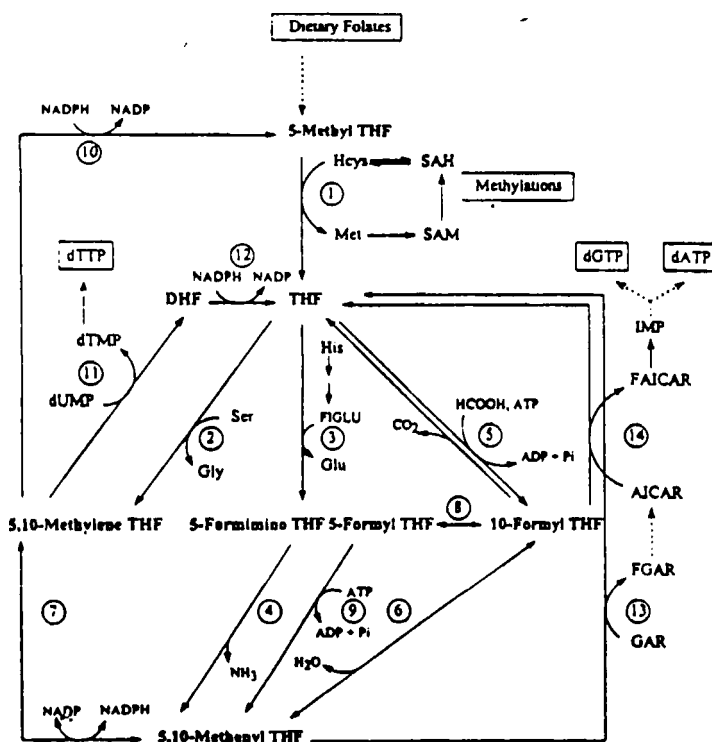 Dietary Folates
NADPH NADP
10
5-Methyl THF
Hcys SAH
1
Methylations
Met SAM
dTTP
12
NADPH NADP
DHF THF
dGTP dATP
IMP
dTMP
His
FAICAR
11
dUMP
Ser
2
Gly
FIGLU
3
Glu
CO2
HCOOH, ATP
5
ADP + Pi
14
AICAR
5,10-Methylene THF 5-Formimino THF 5-Formyl THF 8 10-Formyl THF
FGAR
7
4
ATP
9
ADP + Pi
6
13
GAR
NH3
H2O
NADP NADPH
5,10-Methenyl THF